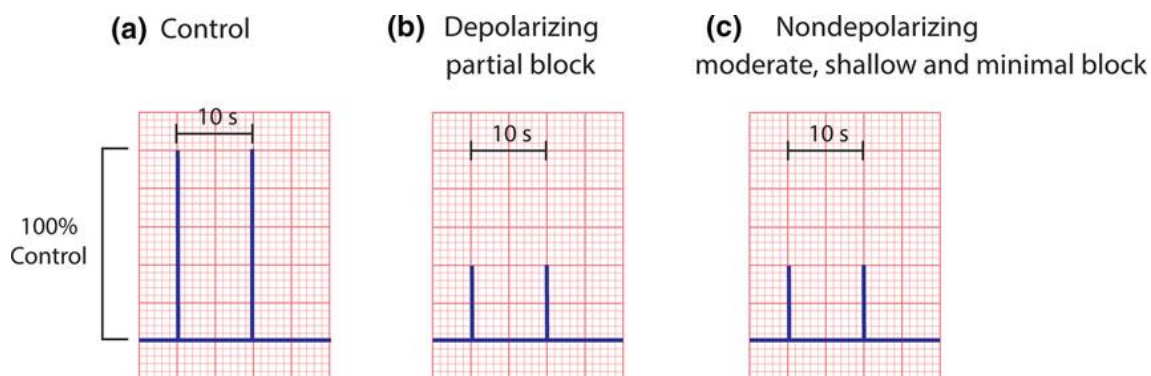 (a) Control
(b) Depolarizing
partial block
(c) Nondepolarizing
moderate, shallow and minimal block
10 s
10 s
10 s
100%
Control